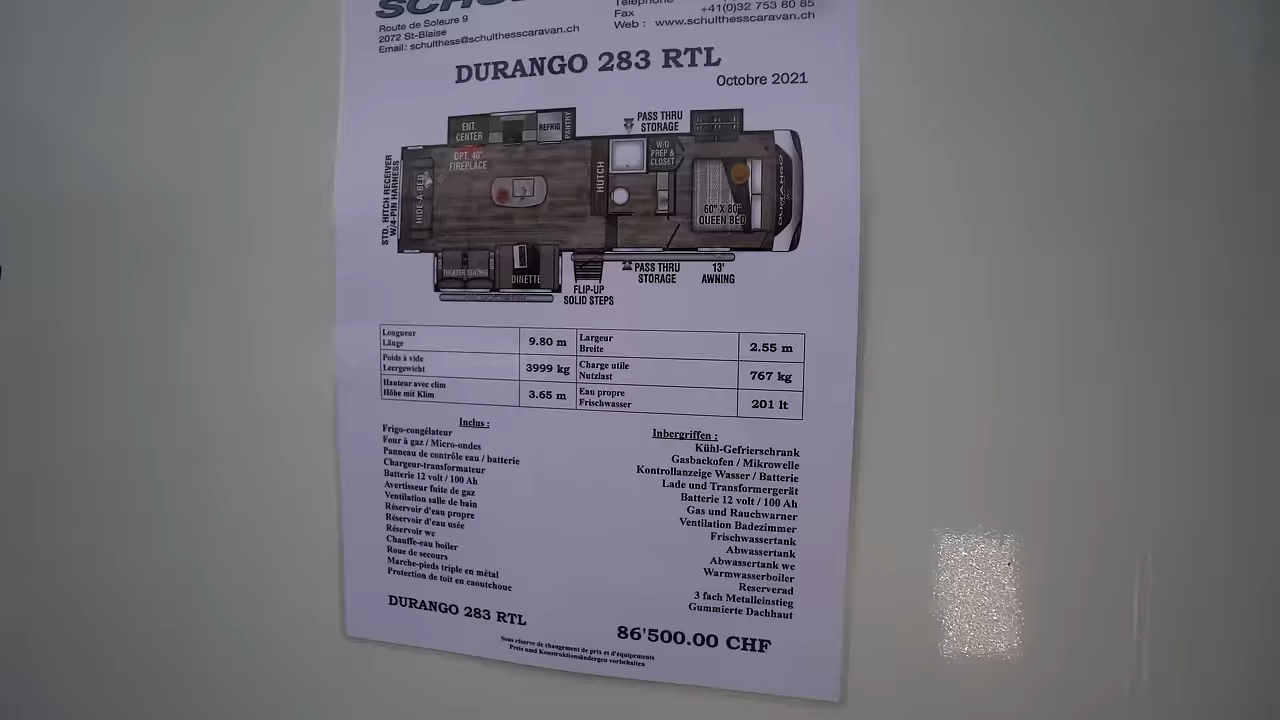 SCHU
Route de Soleure 9
2072 St-Blaise
Email: schulthess@schulthesscaravan.ch
Téléphone
Fax +41(0)32 753 80 85
Web : www.schulthesscaravan.ch
DURANGO 283 RTL
Octobre 2021
ENT. CENTER
REFRIG
PANTRY
PASS THRU STORAGE
OPT. 40" FIREPLACE
STD. HITCH RECEIVER W/4-PIN HARNESS
HIDE-A-BED
HUTCH
W/D PREP & CLOSET
60" X 80" QUEEN BED
DURANGO
THEATER SEATING
DINETTE
FLIP-UP SOLID STEPS
PASS THRU STORAGE
13' AWNING
Longueur
Länge
9.80 m
Largeur
Breite
2.55 m
Poids à vide
Leergewicht
3999 kg
Charge utile
Nutzlast
767 kg
Hauteur avec clim
Höhe mit Klim
3.65 m
Eau propre
Frischwasser
201 lt
Inclus :
Frigo-congélateur
Four à gaz / Micro-ondes
Panneau de contrôle eau / batterie
Chargeur-transformateur
Batterie 12 volt / 100 Ah
Avertisseur fuite de gaz
Ventilation salle de bain
Réservoir d'eau propre
Réservoir d'eau usée
Réservoir wc
Chauffe-eau boiler
Roue de secours
Marche-pieds triple en métal
Protection de toit en caoutchouc
Inbergriffen :
Kühl-Gefrierschrank
Gasbackofen / Mikrowelle
Kontrollanzeige Wasser / Batterie
Lade und Transformergerät
Batterie 12 volt / 100 Ah
Gas und Rauchwarner
Ventilation Badezimmer
Frischwassertank
Abwassertank
Abwassertank wc
Warmwasserboiler
Reserverad
3 fach Metalleinstieg
Gummierte Dachhaut
DURANGO 283 RTL
86'500.00 CHF
Sous réserve de changement de prix et d'équipements
Preis und Konstruktionsändergen vorbehalten